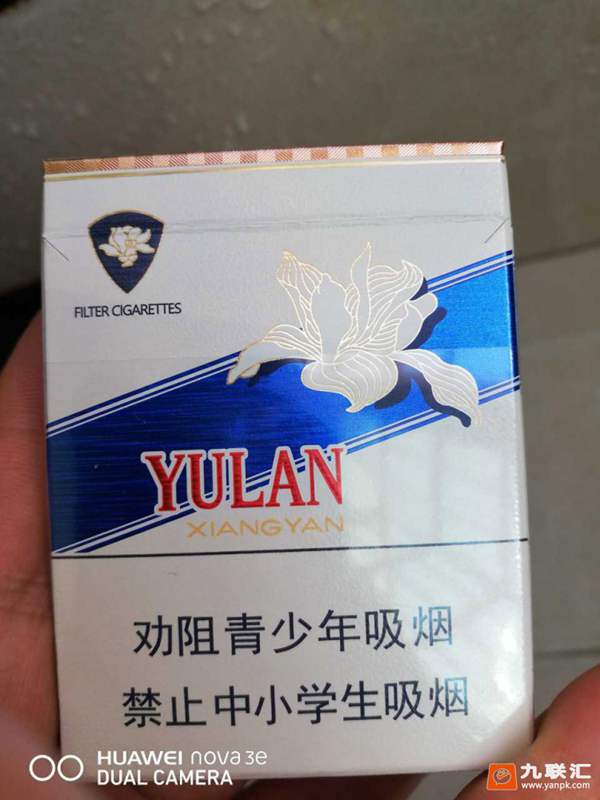 FILTER CIGARETTES
YULAN
XIANGYAN
劝阻青少年吸烟
禁止中小学生吸烟
HUAWEI nova 3e
DUAL CAMERA
九联汇
www.yanpk.com